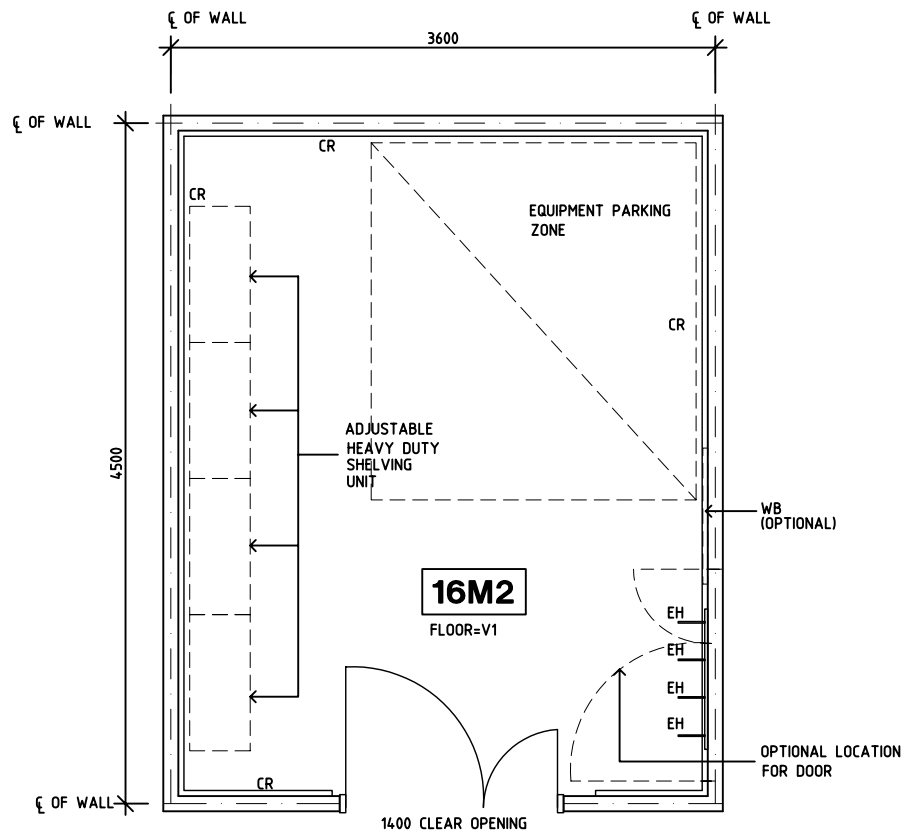 ℄ OF WALL
℄ OF WALL
3600
℄ OF WALL
CR
CR
EQUIPMENT PARKING
ZONE
CR
ADJUSTABLE
HEAVY DUTY
SHELVING
UNIT
4500
WB
(OPTIONAL)
16M2
FLOOR=V1
EH
EH
EH
EH
OPTIONAL LOCATION
FOR DOOR
CR
℄ OF WALL
1400 CLEAR OPENING